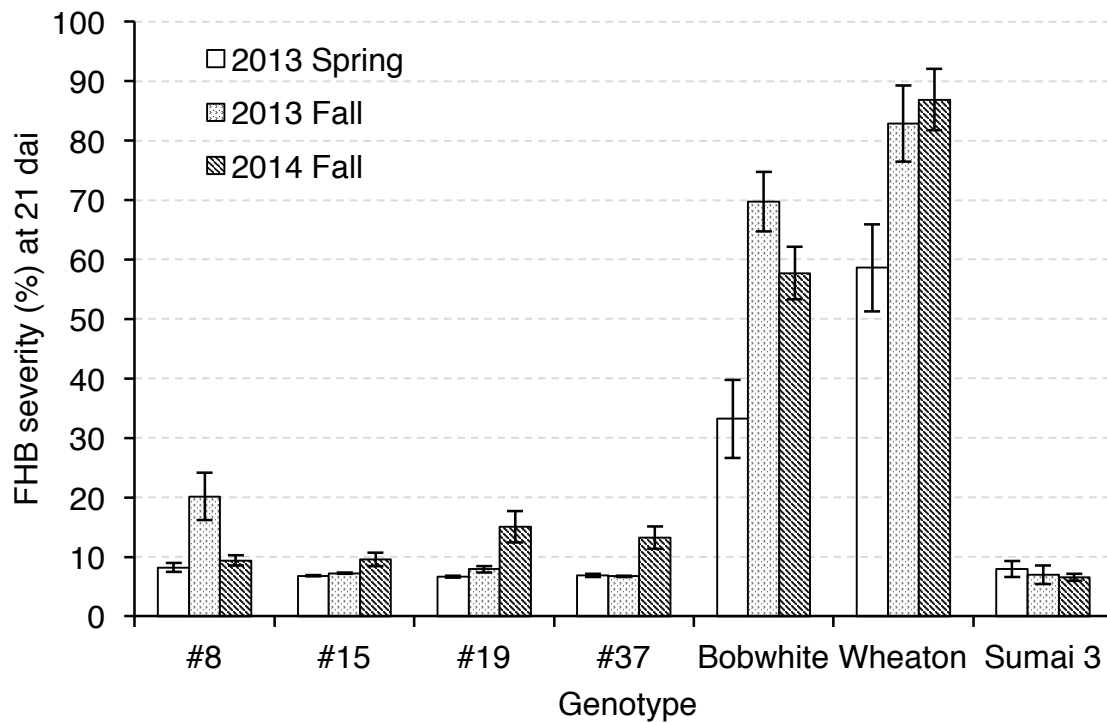 100
90
80
70
60
50
40
30
20
10
0
FHB severity (%) at 21 dai
2013 Spring
2013 Fall
2014 Fall
#8 #15 #19 #37 Bobwhite Wheaton Sumai 3
Genotype